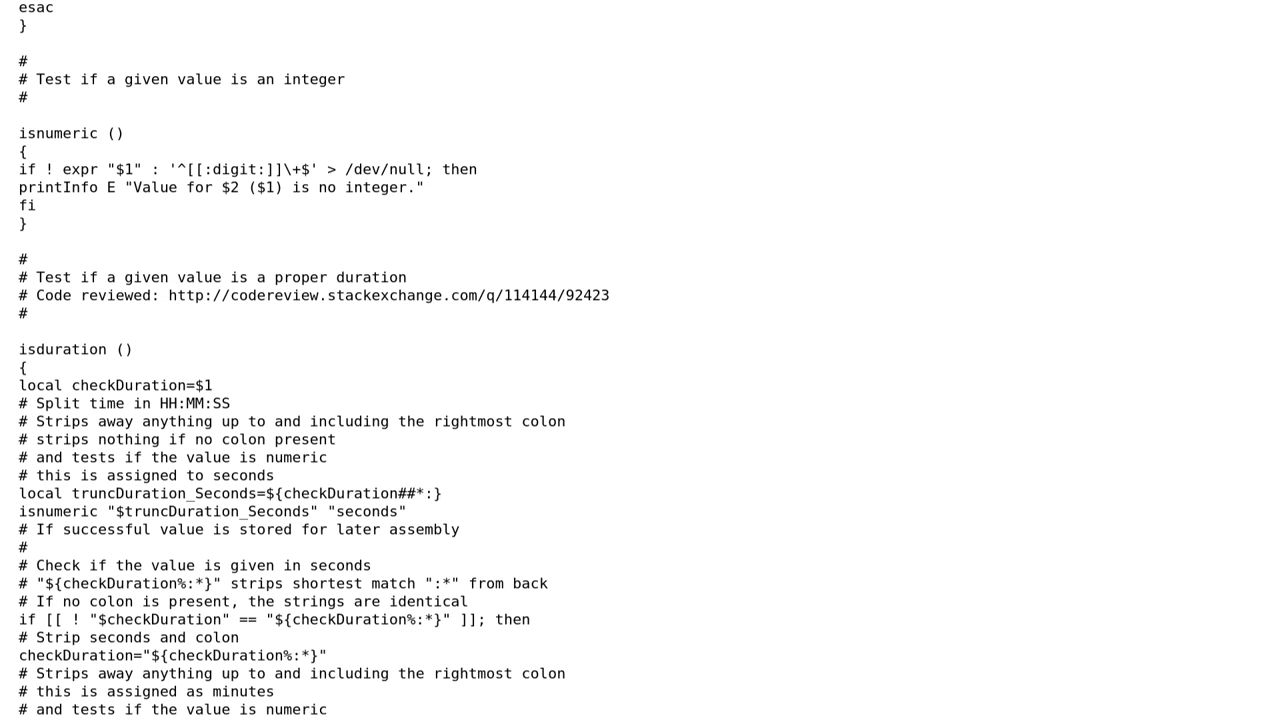 esac
}
#
# Test if a given value is an integer
#
isnumeric ()
{
if ! expr "$1" : '^[[:digit:]]\+$' > /dev/null; then
printInfo E "Value for $2 ($1) is no integer."
fi
}
#
# Test if a given value is a proper duration
# Code reviewed: http://codereview.stackexchange.com/q/114144/92423
#
isduration ()
{
local checkDuration=$1
# Split time in HH:MM:SS
# Strips away anything up to and including the rightmost colon
# strips nothing if no colon present
# and tests if the value is numeric
# this is assigned to seconds
local truncDuration_Seconds=${checkDuration##*:}
isnumeric "$truncDuration_Seconds" "seconds"
# If successful value is stored for later assembly
#
# Check if the value is given in seconds
# "${checkDuration%:*}" strips shortest match ":*" from back
# If no colon is present, the strings are identical
if [[ ! "$checkDuration" == "${checkDuration%:*}" ]]; then
# Strip seconds and colon
checkDuration="${checkDuration%:*}"
# Strips away anything up to and including the rightmost colon
# this is assigned as minutes
# and tests if the value is numeric